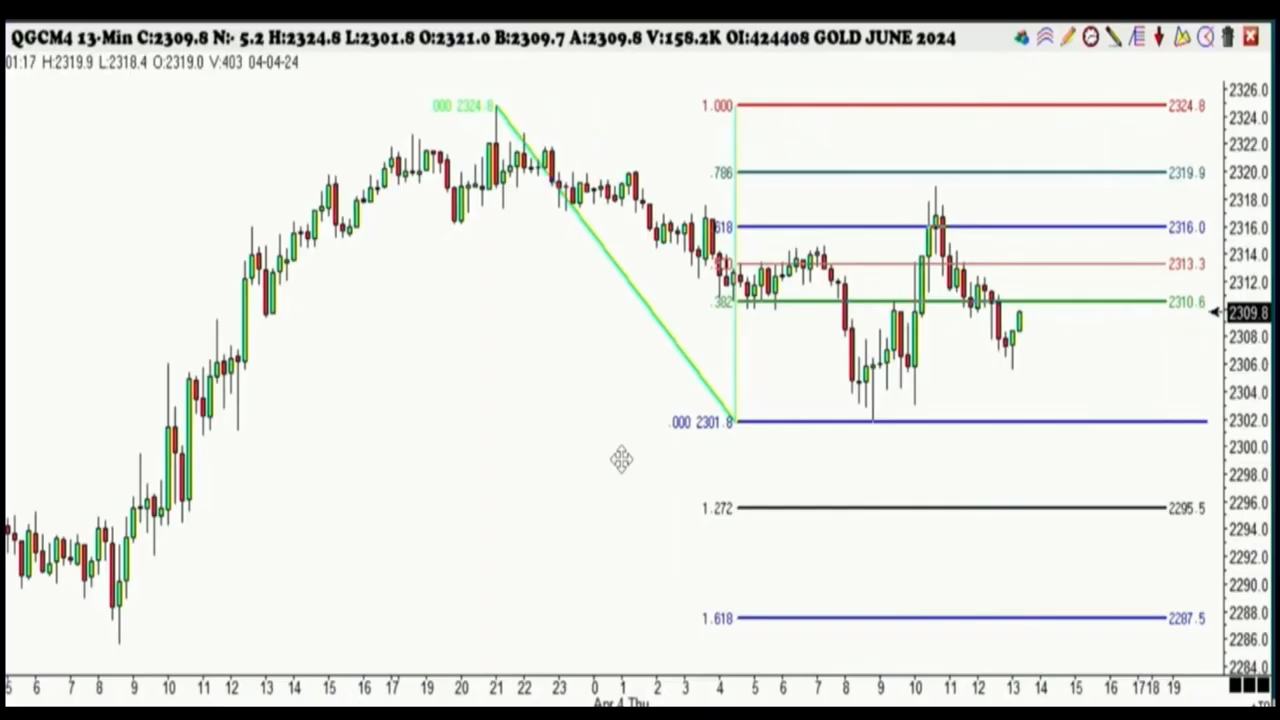 QGCM4 13-Min C:2309.8 N:- 5.2 H:2324.8 L:2301.8 O:2321.0 B:2309.7 A:2309.8 V:158.2K OI:424408 GOLD JUNE 2024
01:17 H:2319.9 L:2318.4 O:2319.0 V:403 04-04-24
2326.0
000 2324.8 1.000 2324.8
2324.0
2322.0
.786 2319.9 2320.0
2318.0
618 2316.0 2316.0
2314.0
2313.3
2312.0
.382 2310.6
2309.8
2308.0
2306.0
2304.0
.000 2301.8 2302.0
2300.0
2298.0
2296.0
1.272 2295.5
2294.0
2292.0
2290.0
2288.0
1.618 2287.5
2286.0
2284.0
5 6 7 8 9 10 11 12 13 14 15 16 17 19 20 21 22 23 0 1 2 3 4 5 6 7 8 9 10 11 12 13 14 15 16 17 18 19
Apr 4 Thu